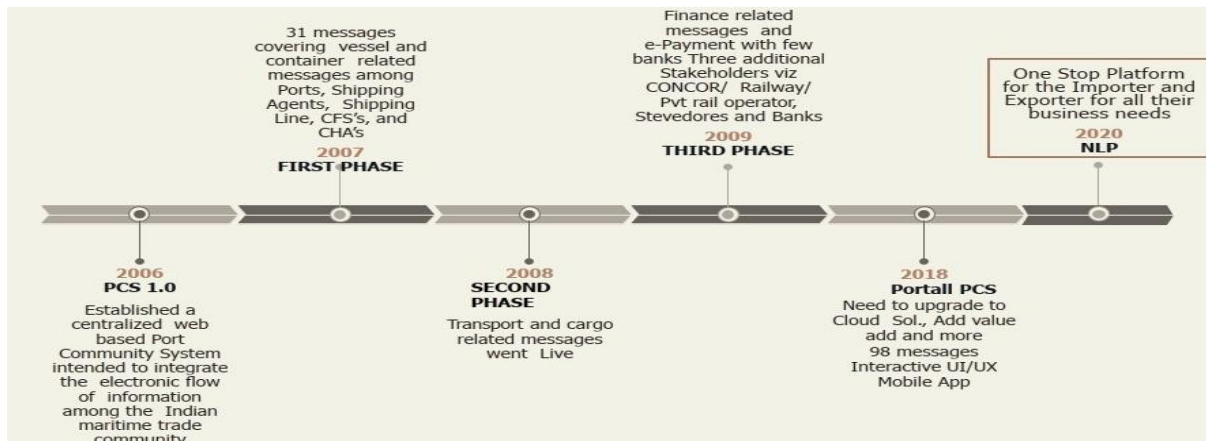 31 messages
covering vessel and
container related
messages among
Ports, Shipping
Agents, Shipping
Line, CFS's, and
CHA's
2007
FIRST PHASE
Finance related
messages and
e-Payment with few
banks Three additional
Stakeholders viz
CONCOR/ Railway/
Pvt rail operator,
Stevedores and Banks
2009
THIRD PHASE
One Stop Platform
for the Importer and
Exporter for all their
business needs
2020
NLP
2006
PCS 1.0
Established a
centralized web
based Port
Community System
intended to integrate
the electronic flow
of information
among the Indian
maritime trade
community
2008
SECOND
PHASE
Transport and cargo
related messages
went Live
2018
Portall PCS
Need to upgrade to
Cloud Sol., Add value
add and more
98 messages
Interactive UI/UX
Mobile App